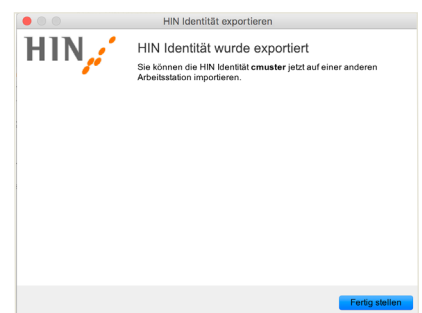 HIN Identität exportieren
HIN
HIN Identität wurde exportiert
Sie können die HIN Identität cmuster jetzt auf einer anderen
Arbeitsstation importieren.
Fertig stellen